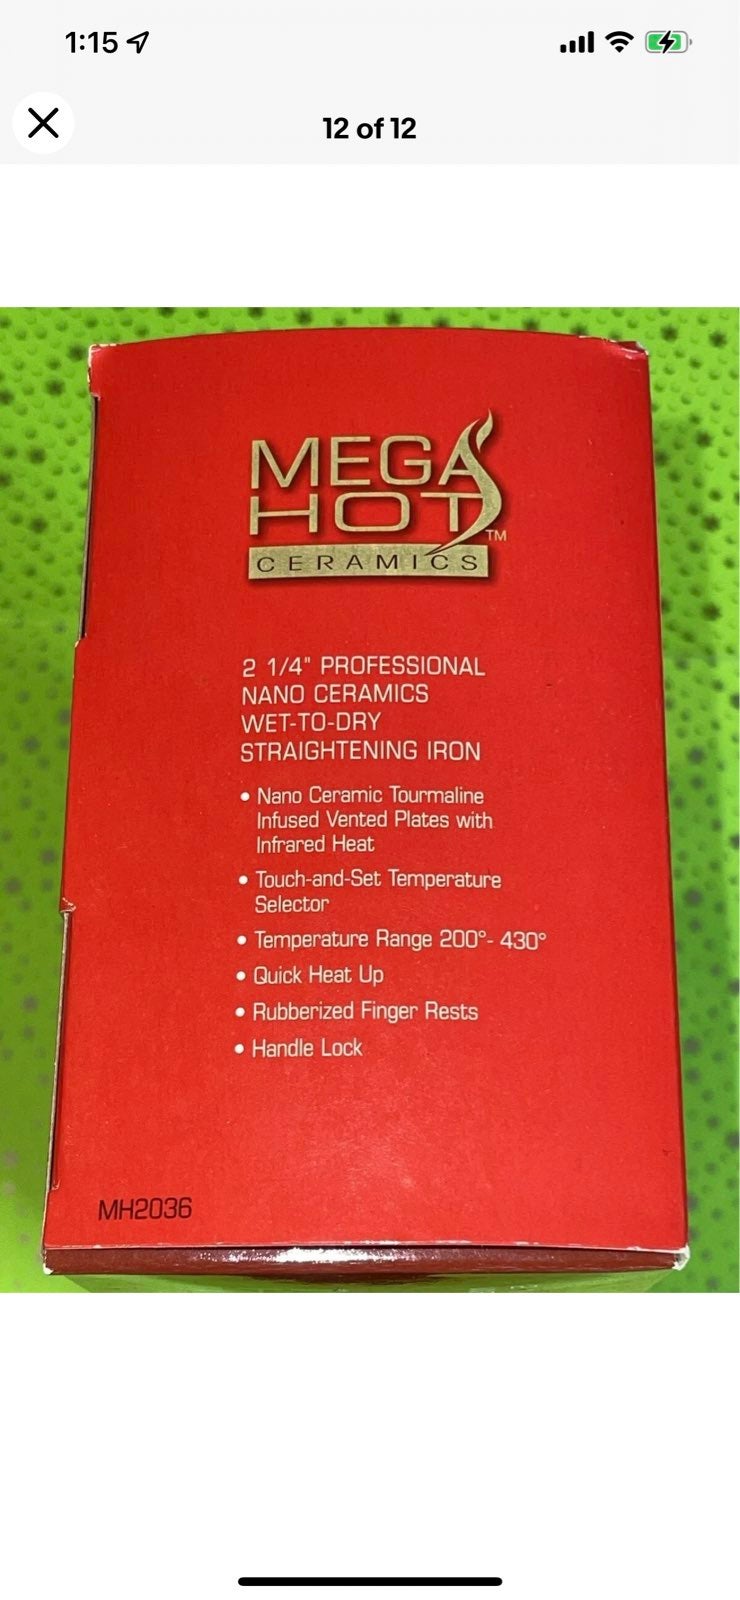 1:15
12 of 12
MEGA
HOT™
CERAMICS
2 1/4" PROFESSIONAL
NANO CERAMICS
WET-TO-DRY
STRAIGHTENING IRON
• Nano Ceramic Tourmaline
Infused Vented Plates with
Infrared Heat
• Touch-and-Set Temperature
Selector
• Temperature Range 200°- 430°
• Quick Heat Up
• Rubberized Finger Rests
• Handle Lock
MH2036